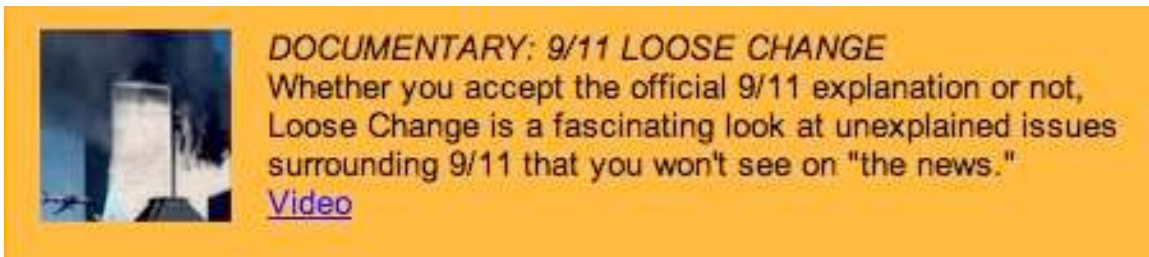 DOCUMENTARY: 9/11 LOOSE CHANGE
Whether you accept the official 9/11 explanation or not,
Loose Change is a fascinating look at unexplained issues
surrounding 9/11 that you won't see on "the news."
Video